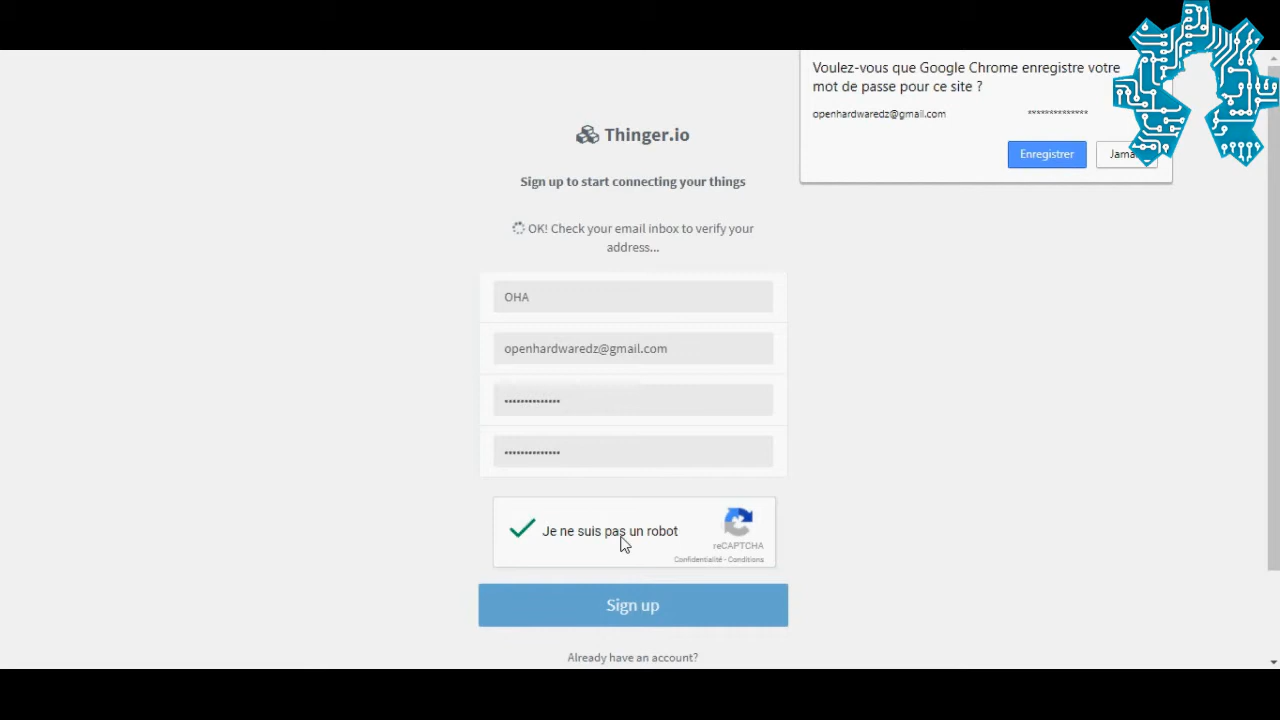 Voulez-vous que Google Chrome enregistre votre
mot de passe pour ce site ?
openhardwaredz@gmail.com **************
Enregistrer
Thinger.io
Sign up to start connecting your things
OK! Check your email inbox to verify your
address...
OHA
openhardwaredz@gmail.com
••••••••••••••
••••••••••••••
Je ne suis pas un robot
reCAPTCHA
Confidentialité - Conditions
Sign up
Already have an account?